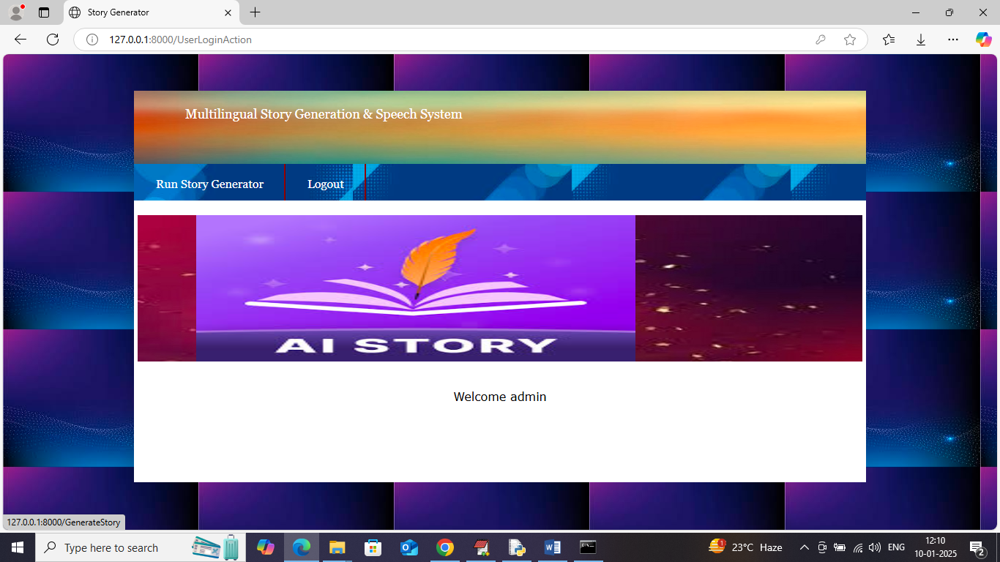 Story Generator
127.0.0.1:8000/UserLoginAction
Multilingual Story Generation & Speech System
Run Story Generator Logout
AI STORY
Welcome admin
127.0.0.1:8000/GenerateStory
Type here to search
1
23°C Haze
ENG
12:10
10-01-2025
2